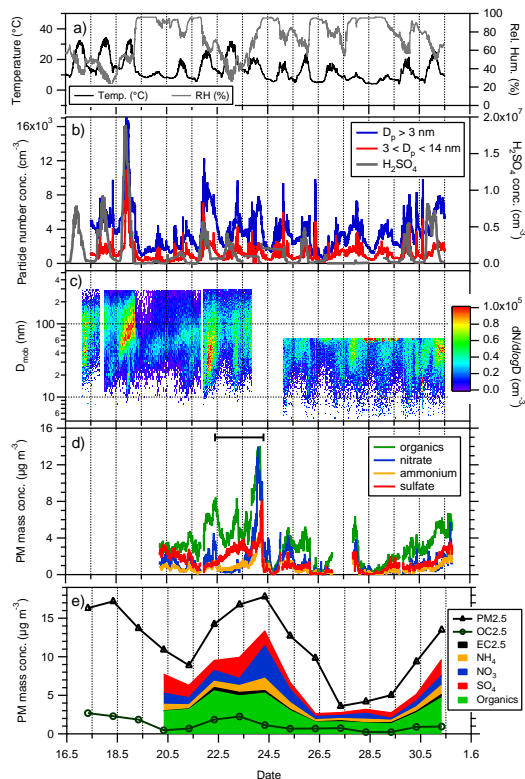 a)
Temperature (°C)
40
20
0
100
80
60
40
20
0
Rel. Hum. (%)
Temp. (°C)
RH (%)
b)
Particle number conc. (cm-3)
16x10³
12
8
4
0
2.0x10⁷
1.5
1.0
0.5
0.0
H₂SO₄ conc. (cm-3)
Dₚ > 3 nm
3 < Dₚ < 14 nm
H₂SO₄
c)
Dmob (nm)
4
2
100
6
4
2
10
6
1.0x10⁵
0.8
0.6
0.4
0.2
0.0
dN/dlogD (cm-3)
d)
PM mass conc. (µg m-3)
16
12
8
4
0
organics
nitrate
ammonium
sulfate
e)
PM mass conc. (µg m-3)
15
10
5
0
PM2.5
OC2.5
EC2.5
NH₄
NO₃
SO₄
Organics
16.5 18.5 20.5 22.5 24.5 26.5 28.5 30.5
Date